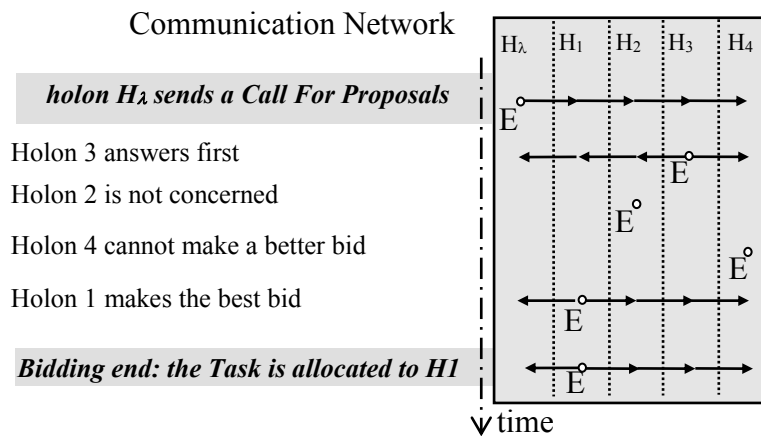 Communication Network
Hλ H1 H2 H3 H4
holon Hλ sends a Call For Proposals
E
Holon 3 answers first
E
Holon 2 is not concerned
E
Holon 4 cannot make a better bid
E
Holon 1 makes the best bid
E
Bidding end: the Task is allocated to H1
E
time